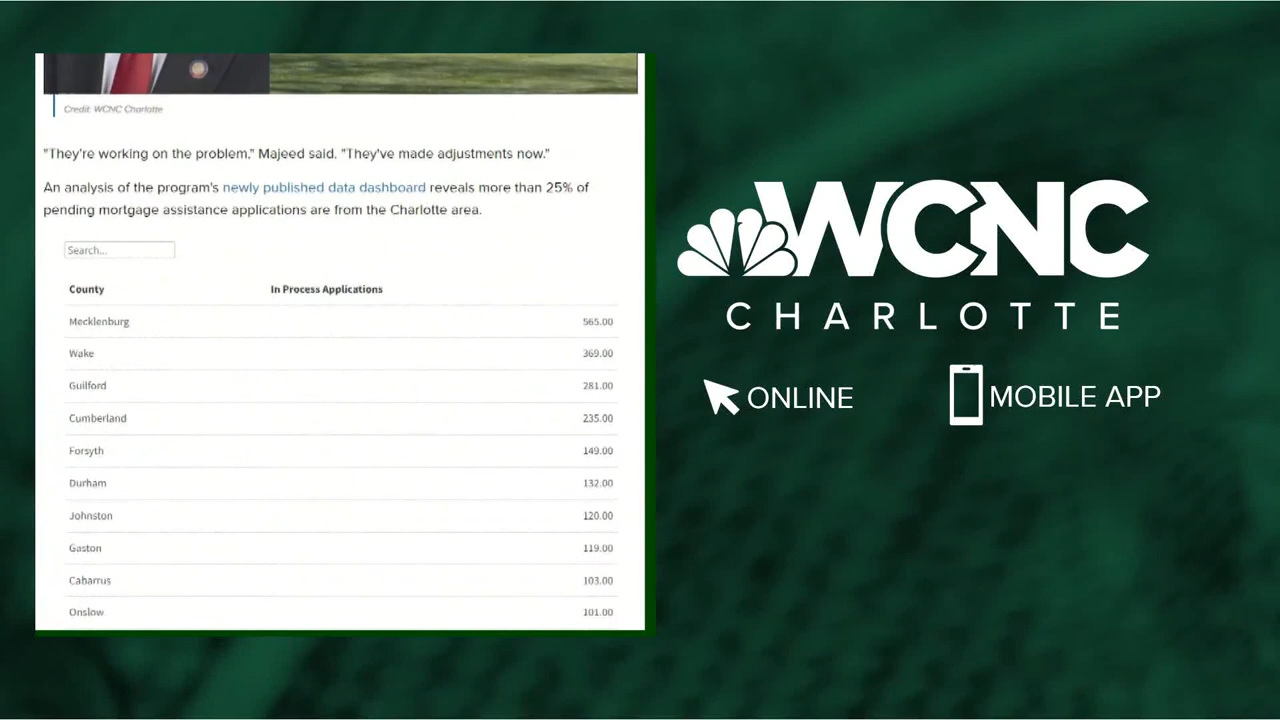 Credit: WCNC Charlotte
"They're working on the problem," Majeed said. "They've made adjustments now."
An analysis of the program's newly published data dashboard reveals more than 25% of
pending mortgage assistance applications are from the Charlotte area.
Search...
County In Process Applications
Mecklenburg 565.00
Wake 369.00
Guilford 281.00
Cumberland 235.00
Forsyth 149.00
Durham 132.00
Johnston 120.00
Gaston 119.00
Cabarrus 103.00
Onslow 101.00
WCNC
CHARLOTTE
ONLINE MOBILE APP